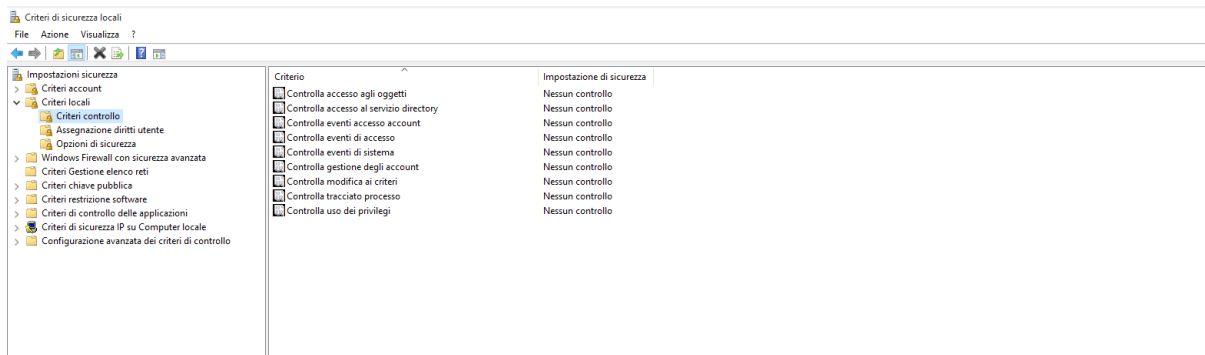 Criteri di sicurezza locali
File Azione Visualizza ?
Impostazioni sicurezza
Criteri account
Criteri locali
Criteri controllo
Assegnazione diritti utente
Opzioni di sicurezza
Windows Firewall con sicurezza avanzata
Criteri Gestione elenco reti
Criteri chiave pubblica
Criteri restrizione software
Criteri di controllo delle applicazioni
Criteri di sicurezza IP su Computer locale
Configurazione avanzata dei criteri di controllo
Criterio Impostazione di sicurezza
Controlla accesso agli oggetti Nessun controllo
Controlla accesso al servizio directory Nessun controllo
Controlla eventi accesso account Nessun controllo
Controlla eventi di accesso Nessun controllo
Controlla eventi di sistema Nessun controllo
Controlla gestione degli account Nessun controllo
Controlla modifica ai criteri Nessun controllo
Controlla tracciato processo Nessun controllo
Controlla uso dei privilegi Nessun controllo